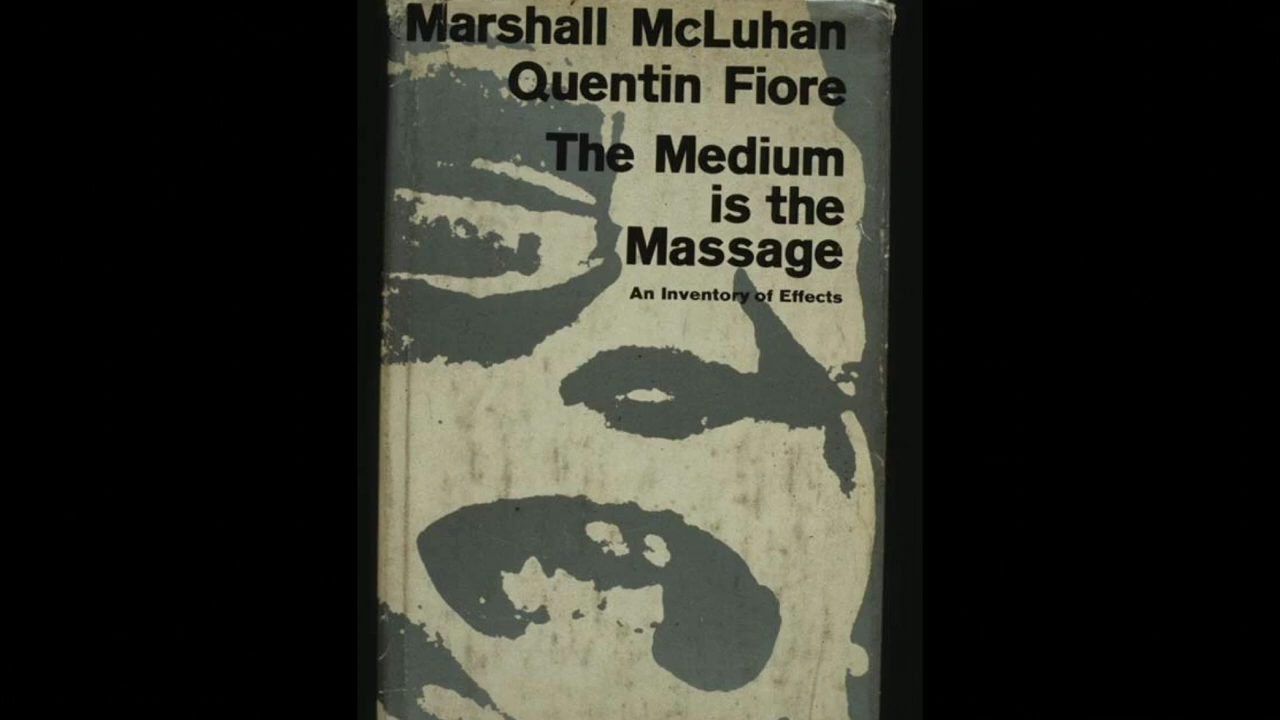 Marshall McLuhan
Quentin Fiore
The Medium
is the
Massage
An Inventory of Effects